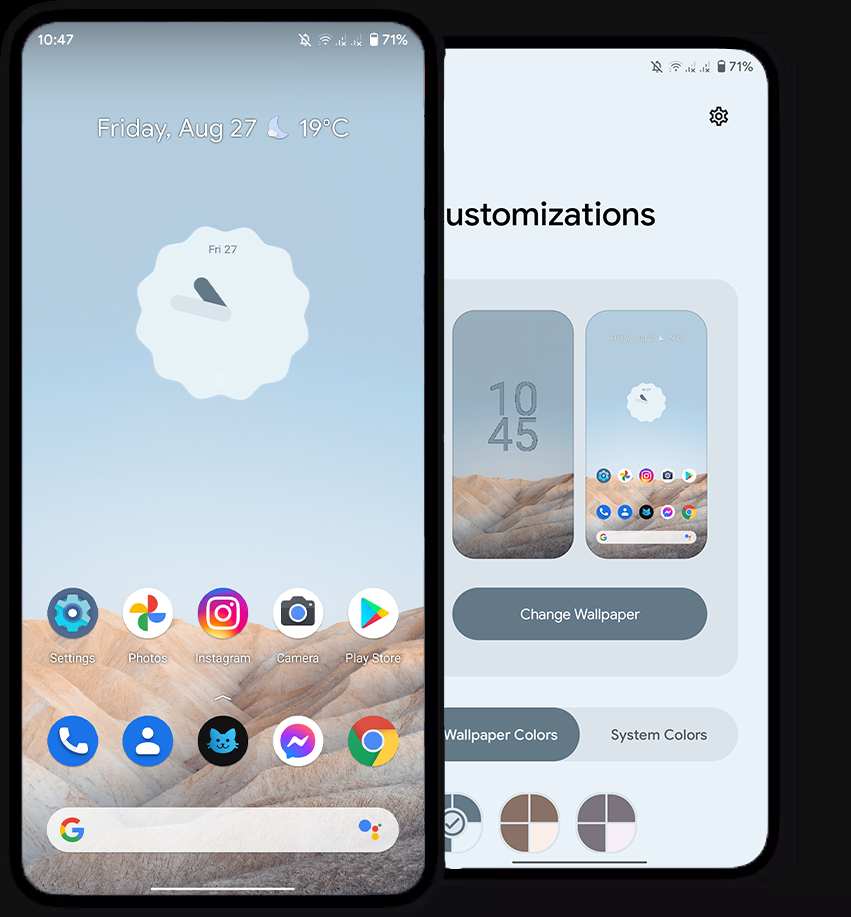 10:47
71%
Friday, Aug 27 19°C
Fri 27
Settings
Photos
Instagram
Camera
Play Store
71%
ustomizations
10
45
Change Wallpaper
Wallpaper Colors
System Colors